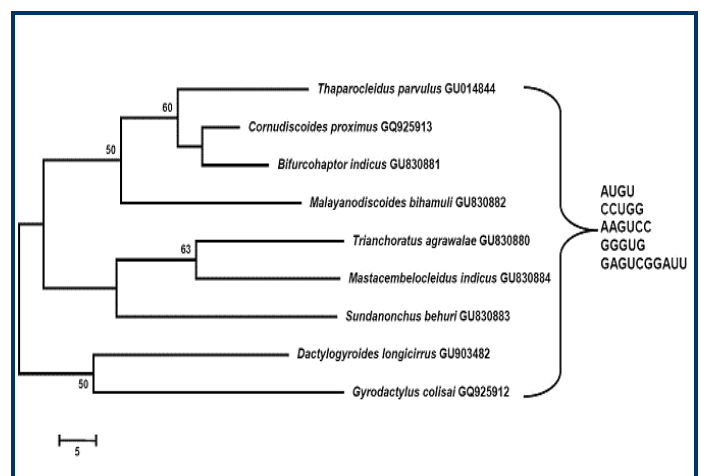 Thaparocleidus parvulus GU014844
60
Cornudiscoides proximus GQ925913
50
Bifurcohaptor indicus GU830881
Malayanodiscoides bihamuli GU830882
AUGU
CCUGG
AAGUCC
GGGUG
GAGUCGGAUU
Trianchoratus agrawalae GU830880
63
Mastacembelocleidus indicus GU830884
Sundanonchus behuri GU830883
Dactylogyroides longicirrus GU903482
50
Gyrodactylus colisai GQ925912
5